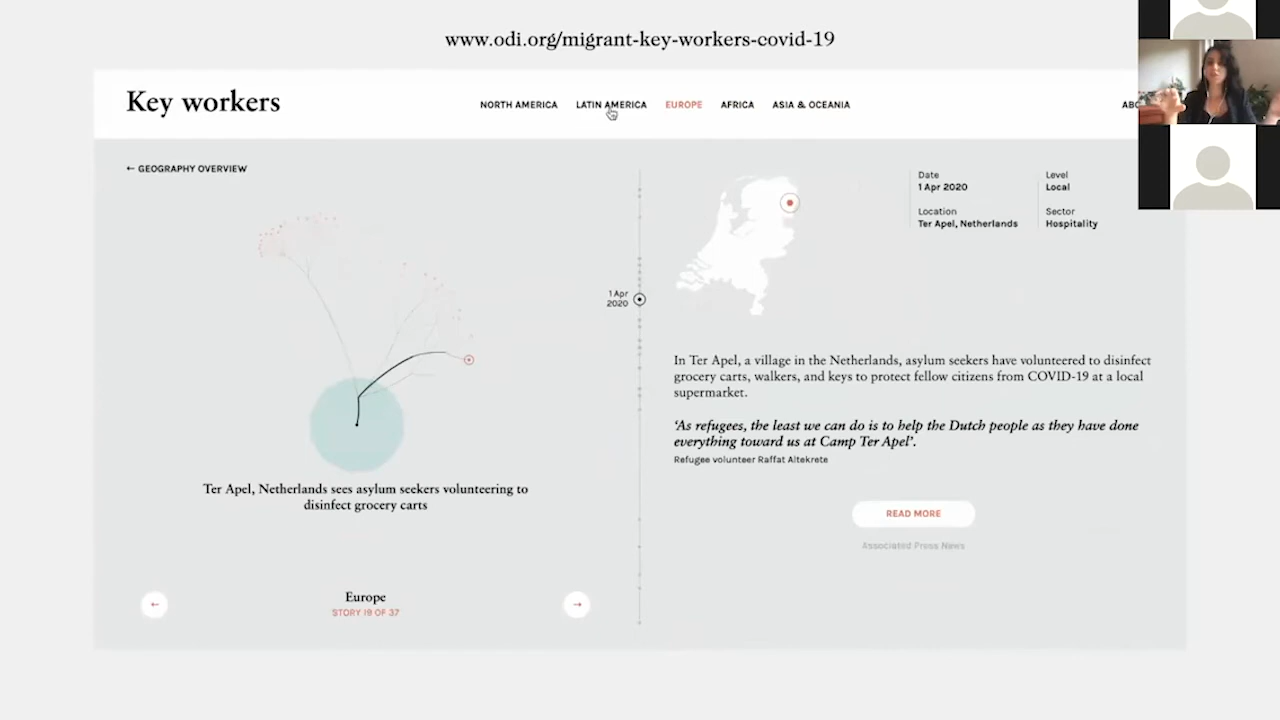 www.odi.org/migrant-key-workers-covid-19
Key workers
NORTH AMERICA
LATIN AMERICA
EUROPE
AFRICA
ASIA & OCEANIA
← GEOGRAPHY OVERVIEW
Date
1 Apr 2020
Level
Local
Location
Ter Apel, Netherlands
Sector
Hospitality
1 Apr
2020
In Ter Apel, a village in the Netherlands, asylum seekers have volunteered to disinfect
grocery carts, walkers, and keys to protect fellow citizens from COVID-19 at a local
supermarket.
‘As refugees, the least we can do is to help the Dutch people as they have done
everything toward us at Camp Ter Apel’.
Refugee volunteer Raffat Altekrete
READ MORE
Associated Press News
Ter Apel, Netherlands sees asylum seekers volunteering to
disinfect grocery carts
←
Europe
STORY 19 OF 37
→